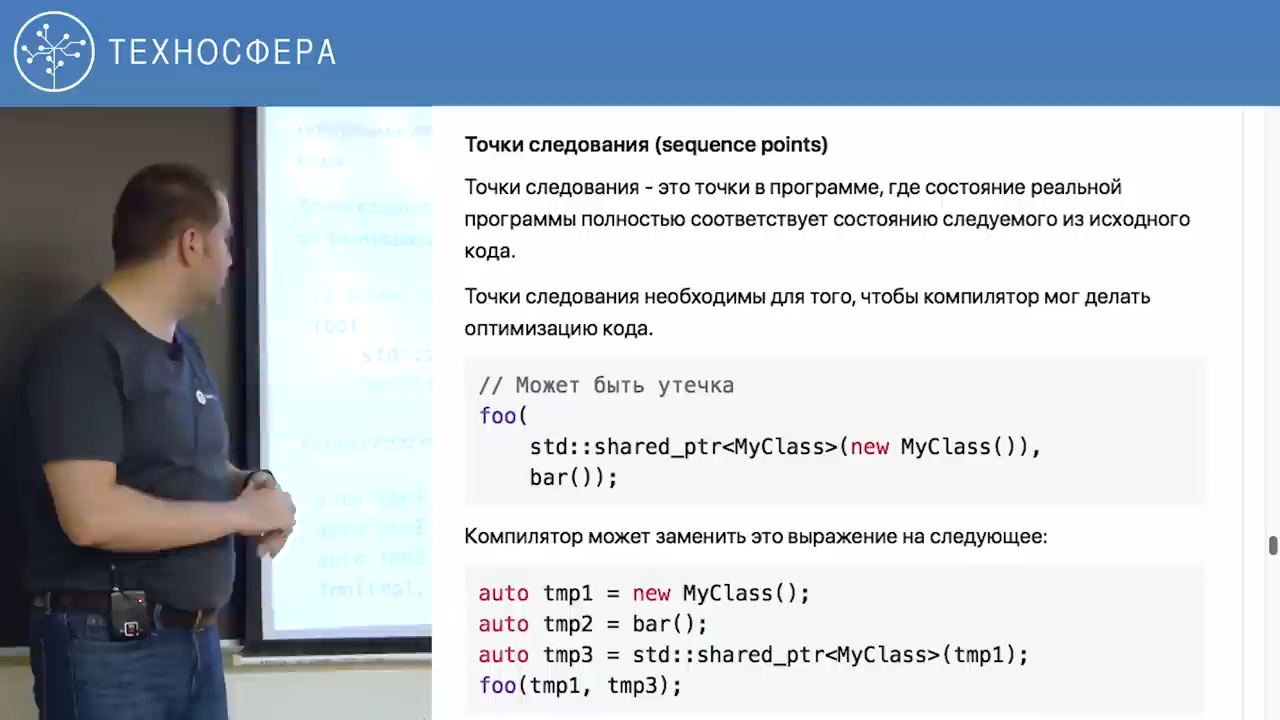 ТЕХНОСФЕРА
Точки следования (sequence points)
Точки следования - это точки в программе, где состояние реальной
программы полностью соответствует состоянию следуемого из исходного
кода.
Точки следования необходимы для того, чтобы компилятор мог делать
оптимизацию кода.
// Может быть утечка
foo(
std::shared_ptr<MyClass>(new MyClass()),
bar());
Компилятор может заменить это выражение на следующее:
auto tmp1 = new MyClass();
auto tmp2 = bar();
auto tmp3 = std::shared_ptr<MyClass>(tmp1);
foo(tmp1, tmp3);